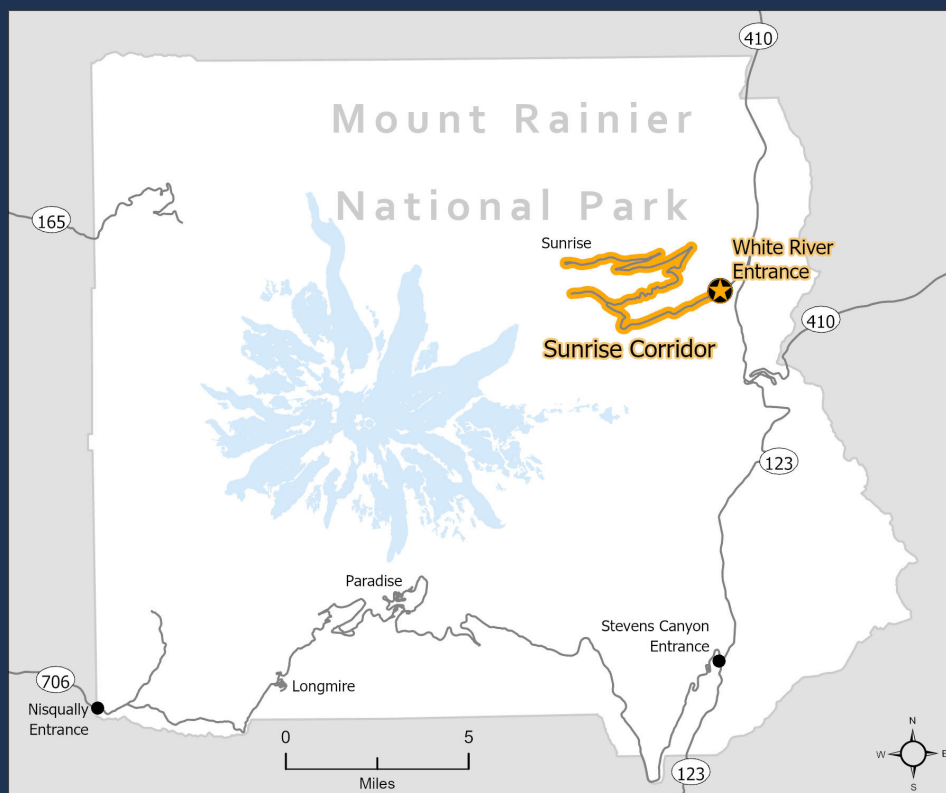 410
Mount Rainier
National Park
165
Sunrise
White River
Entrance
410
Sunrise Corridor
123
Paradise
Stevens Canyon
Entrance
706
Longmire
Nisqually
Entrance
0 5
Miles
123
N
W E
S